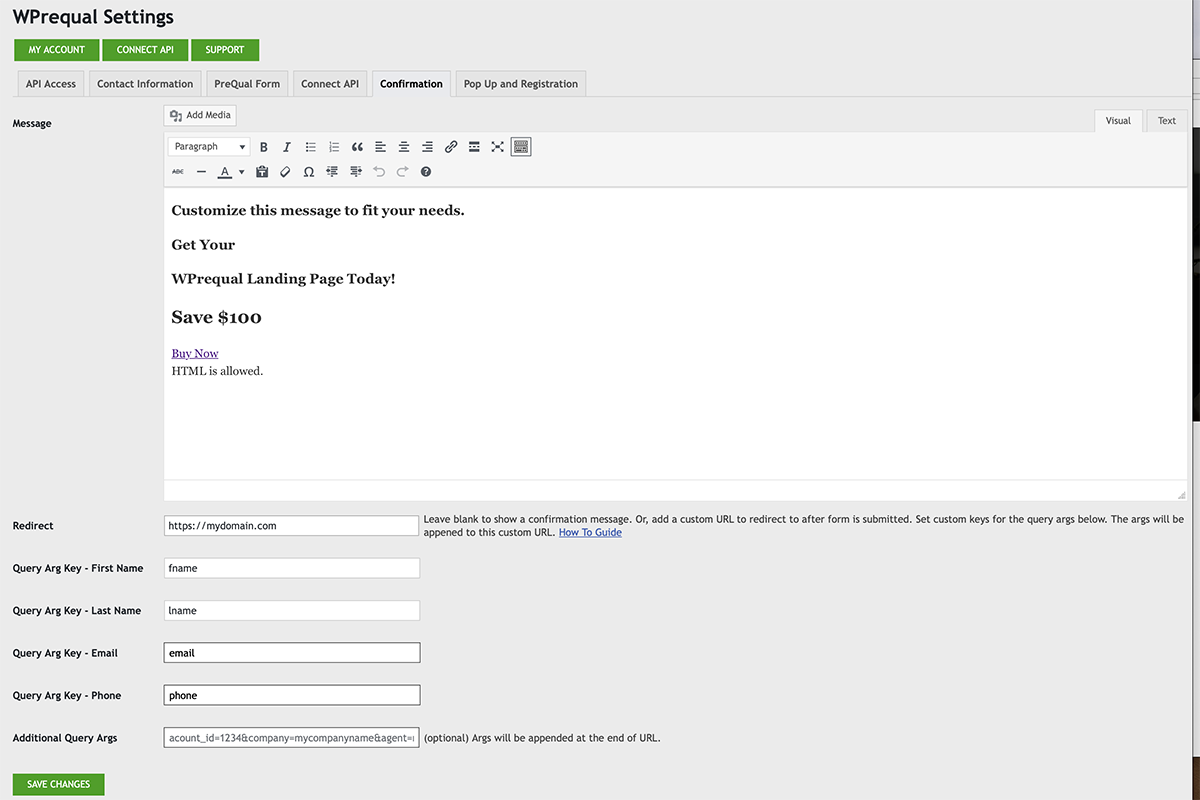 WPrequal Settings
MY ACCOUNT CONNECT API SUPPORT
API Access Contact Information PreQual Form Connect API Confirmation Pop Up and Registration
Message
Add Media
Visual Text
Paragraph B I
ABC A Ω
Customize this message to fit your needs.
Get Your
WPrequal Landing Page Today!
Save $100
Buy Now
HTML is allowed.
Redirect https://mydomain.com Leave blank to show a confirmation message. Or, add a custom URL to redirect to after form is submitted. Set custom keys for the query args below. The args will be
appened to this custom URL. How To Guide
Query Arg Key - First Name fname
Query Arg Key - Last Name lname
Query Arg Key - Email email
Query Arg Key - Phone phone
Additional Query Args acount_id=1234&company=mycompanyname&agent= (optional) Args will be appended at the end of URL.
SAVE CHANGES